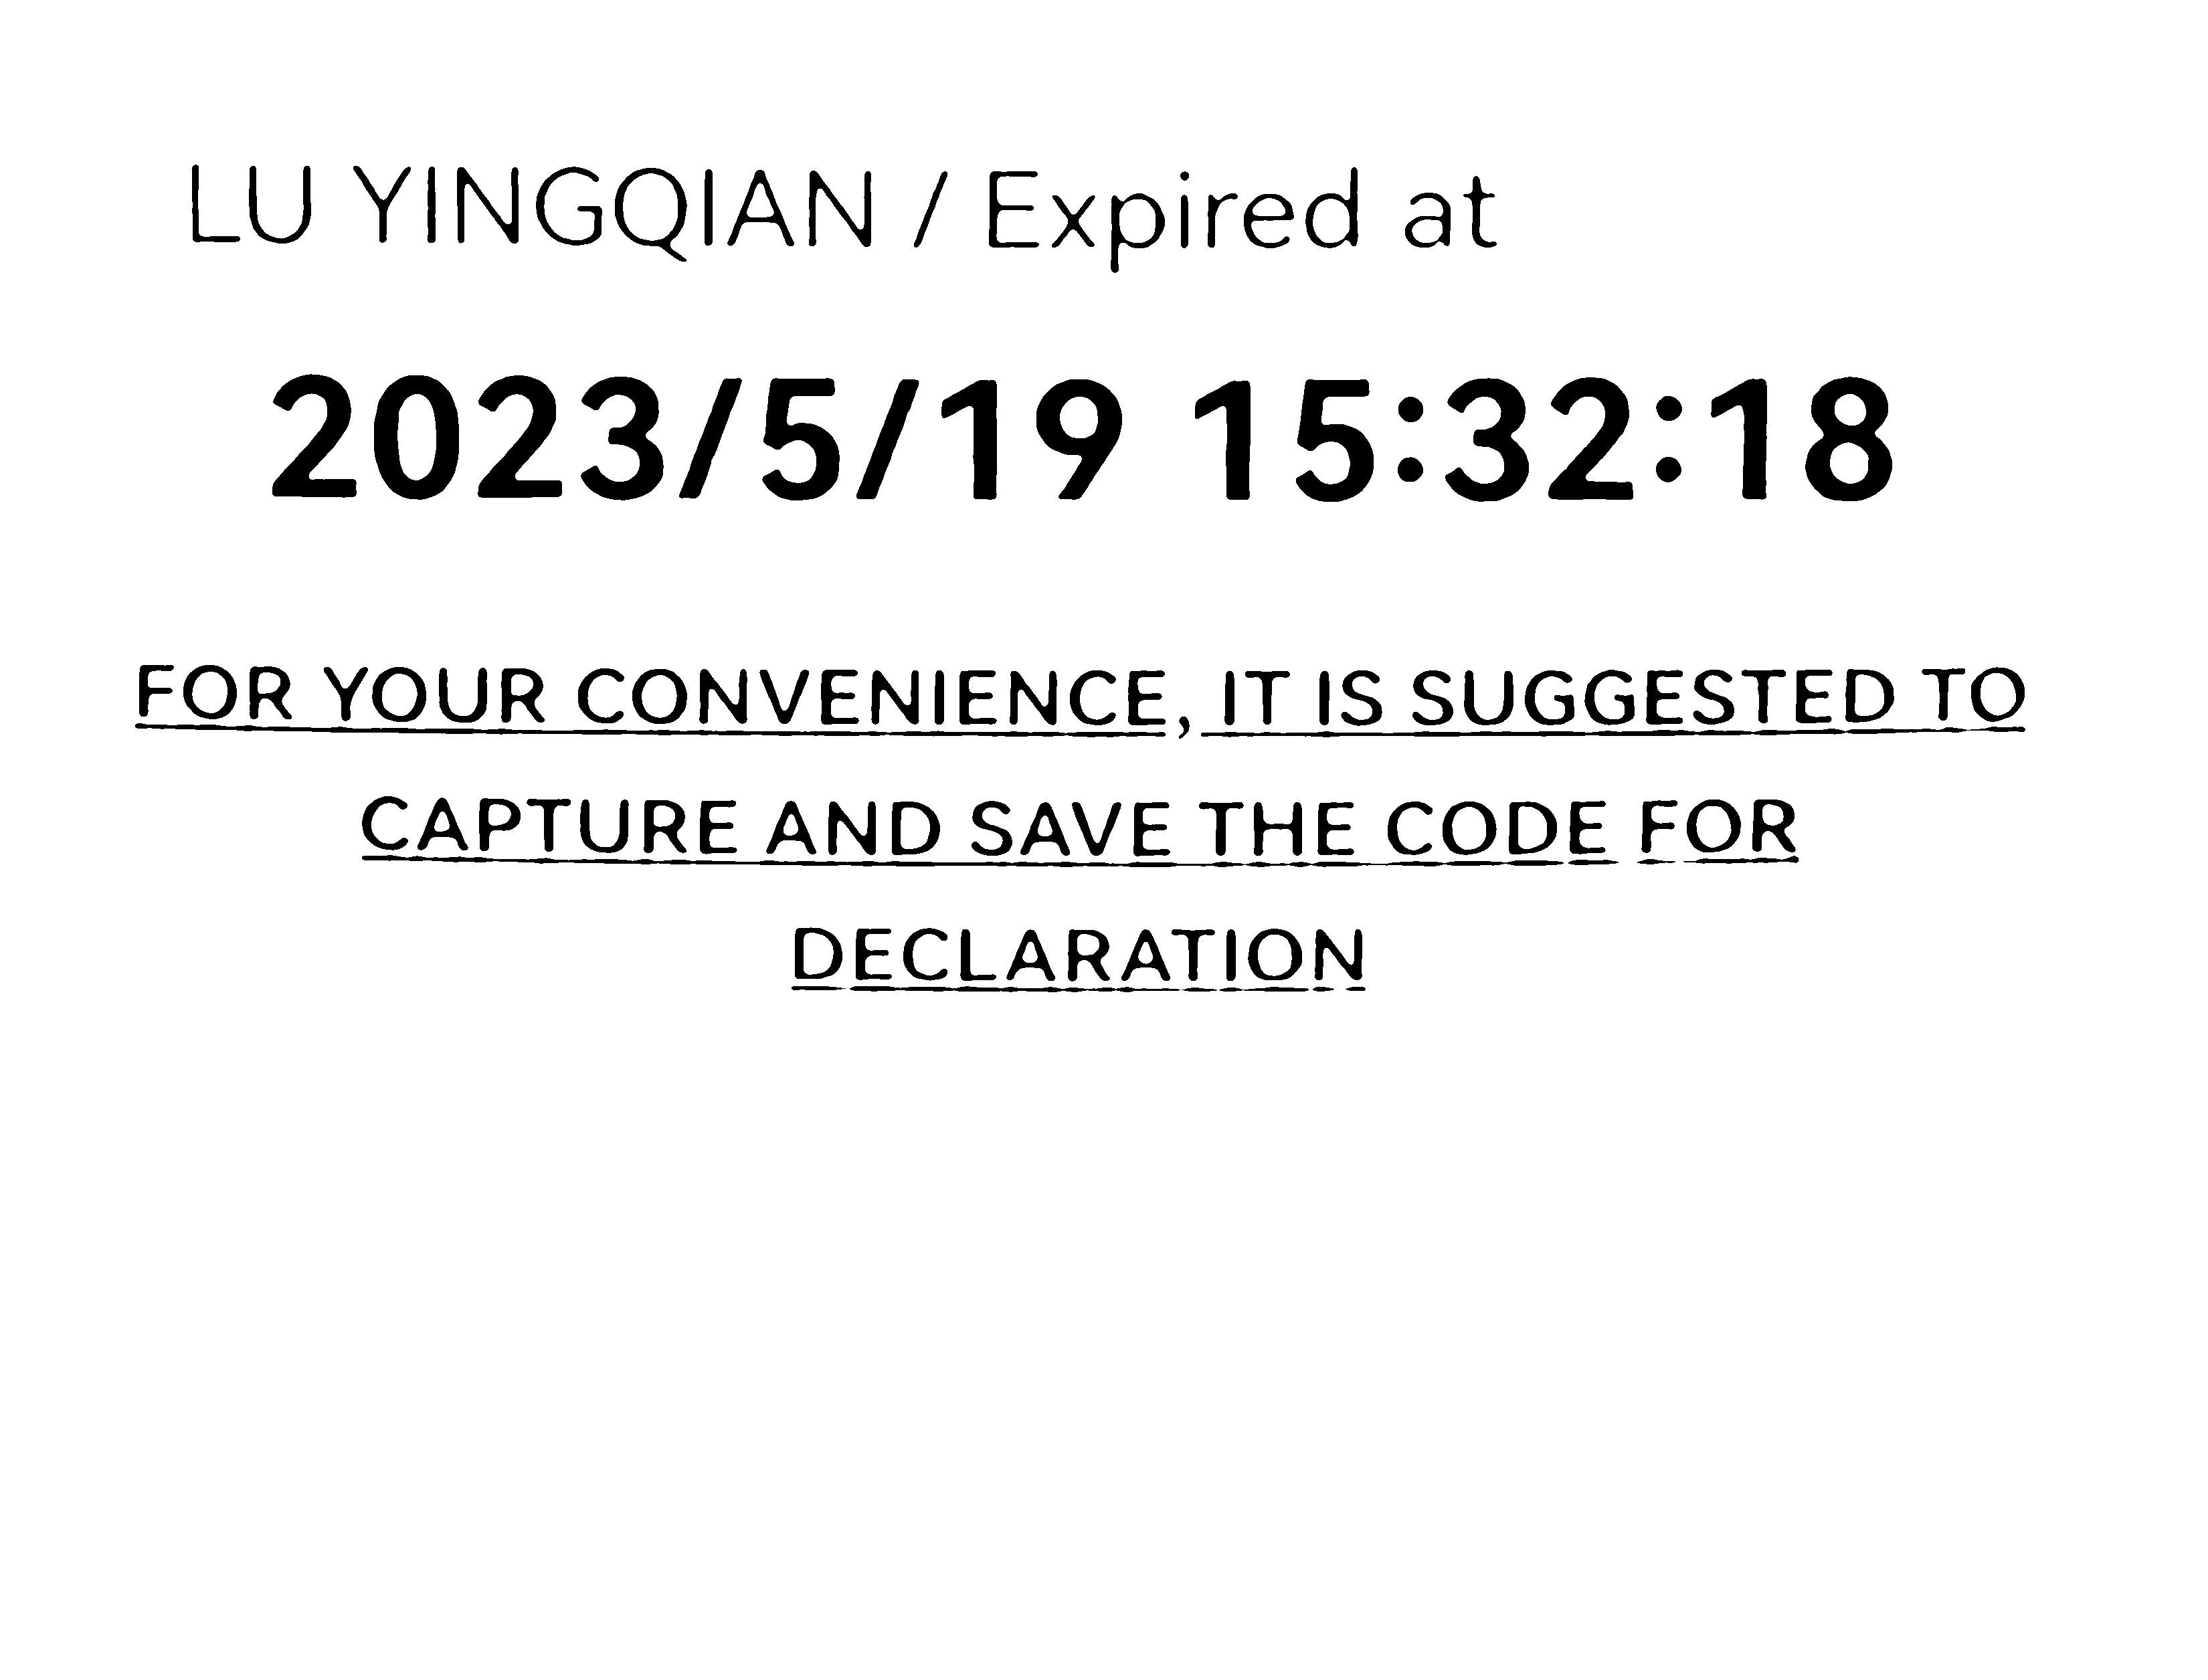 LU YINGQIAN / Expired at
2023/5/19 15:32:18
FOR YOUR CONVENIENCE, IT IS SUGGESTED TO
CAPTURE AND SAVE THE CODE FOR
DECLARATION